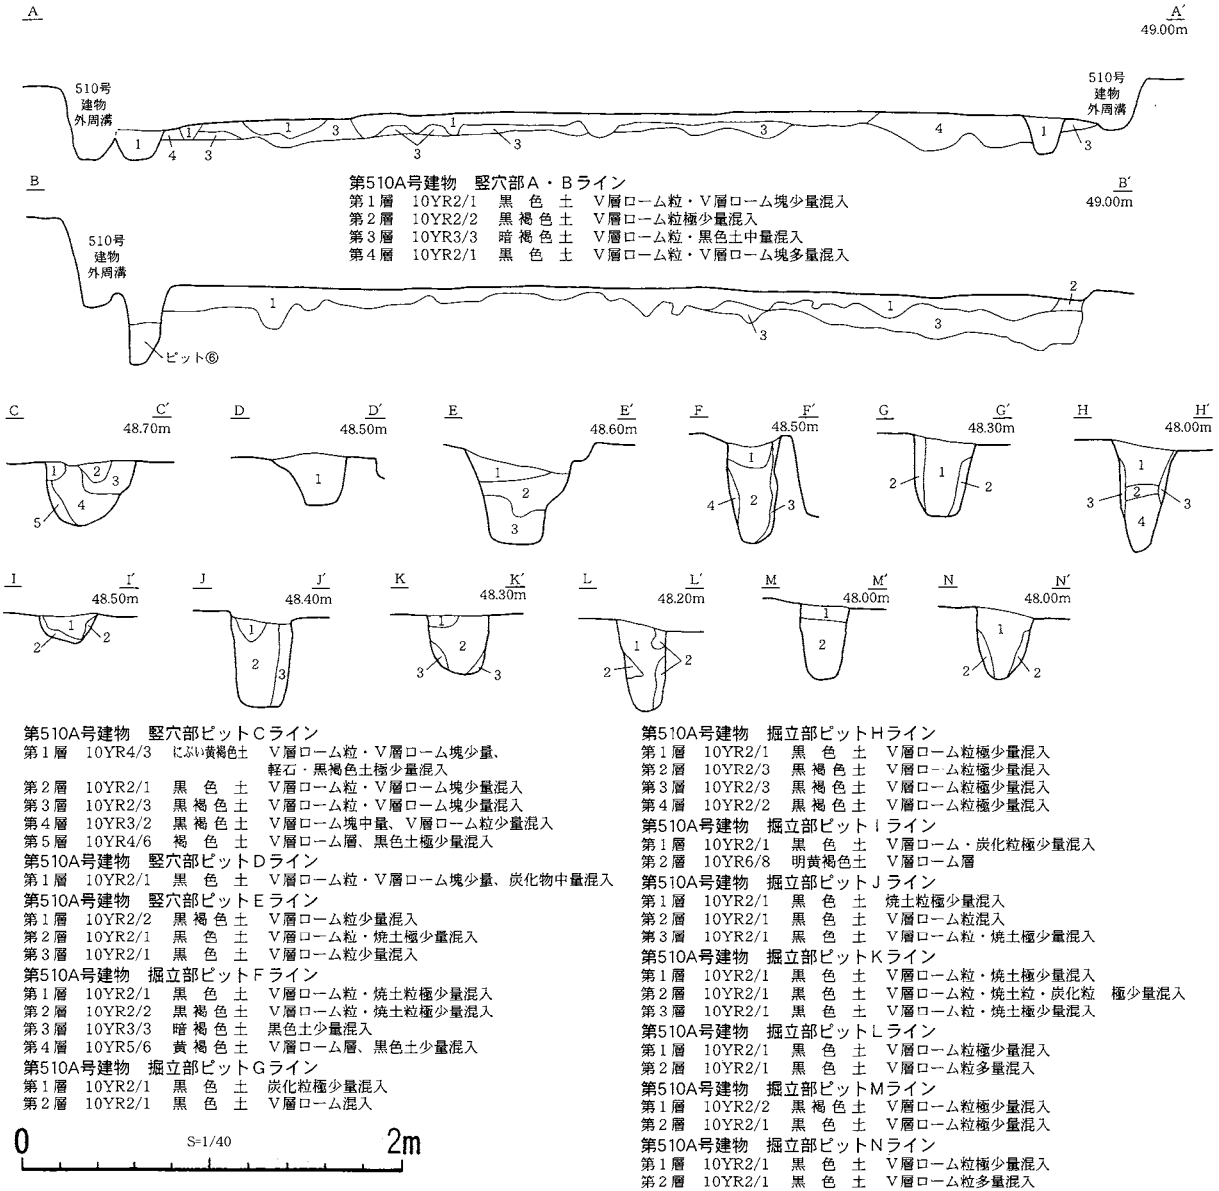 A A′
49.00m
510号
建物
外周溝
510号
建物
外周溝
1 4 1 3 1 3 3 1 3 3 4 1 3
B B′
49.00m
第510A号建物 竪穴部A・Bライン
第1層 10YR2/1 黒色土 Ⅴ層ローム粒・Ⅴ層ローム塊少量混入
第2層 10YR2/2 黒褐色土 Ⅴ層ローム粒極少量混入
第3層 10YR3/3 暗褐色土 Ⅴ層ローム粒・黒色土中量混入
第4層 10YR2/1 黒色土 Ⅴ層ローム粒・Ⅴ層ローム塊多量混入
510号
建物
外周溝
1 3 1 3 2
ピット⑥
C C′ D D′ E E′ F F′ G G′ H H′
48.70m 48.50m 48.60m 48.50m 48.30m 48.00m
1 2 3 4 5
1
1 2 3
1 2 3 4
1 2 2
1 2 3 3 4
I I′ J J′ K K′ L L′ M M′ N N′
48.50m 48.40m 48.30m 48.20m 48.00m 48.00m
1 2 2
1 2 3
1 2 3 3
1 2 2
1 2
1 2 2
第510A号建物 竪穴部ピットCライン
第1層 10YR4/3 にぶい黄褐色土 Ⅴ層ローム粒・Ⅴ層ローム塊少量、
軽石・黒褐色土極少量混入
第2層 10YR2/1 黒色土 Ⅴ層ローム粒・Ⅴ層ローム塊少量混入
第3層 10YR2/3 黒褐色土 Ⅴ層ローム粒・Ⅴ層ローム塊少量混入
第4層 10YR3/2 黒褐色土 Ⅴ層ローム塊中量、Ⅴ層ローム粒少量混入
第5層 10YR4/6 褐色土 Ⅴ層ローム層、黒色土極少量混入
第510A号建物 竪穴部ピットDライン
第1層 10YR2/1 黒色土 Ⅴ層ローム粒・Ⅴ層ローム塊少量、炭化物中量混入
第510A号建物 竪穴部ピットEライン
第1層 10YR2/2 黒褐色土 Ⅴ層ローム粒少量混入
第2層 10YR2/1 黒色土 Ⅴ層ローム粒・焼土極少量混入
第3層 10YR2/1 黒色土 Ⅴ層ローム粒少量混入
第510A号建物 掘立部ピットFライン
第1層 10YR2/1 黒色土 Ⅴ層ローム粒・焼土粒極少量混入
第2層 10YR2/2 黒褐色土 Ⅴ層ローム粒・焼土粒極少量混入
第3層 10YR3/3 暗褐色土 黒色土少量混入
第4層 10YR5/6 黄褐色土 Ⅴ層ローム層、黒色土少量混入
第510A号建物 掘立部ピットGライン
第1層 10YR2/1 黒色土 炭化粒極少量混入
第2層 10YR2/1 黒色土 Ⅴ層ローム混入
0 S=1/40 2m
第510A号建物 掘立部ピットHライン
第1層 10YR2/1 黒色土 Ⅴ層ローム粒極少量混入
第2層 10YR2/3 黒褐色土 Ⅴ層ローム粒極少量混入
第3層 10YR2/3 黒褐色土 Ⅴ層ローム粒極少量混入
第4層 10YR2/2 黒褐色土 Ⅴ層ローム粒極少量混入
第510A号建物 掘立部ピットIライン
第1層 10YR2/1 黒色土 Ⅴ層ローム・炭化粒極少量混入
第2層 10YR6/8 明黄褐色土 Ⅴ層ローム層
第510A号建物 掘立部ピットJライン
第1層 10YR2/1 黒色土 焼土粒極少量混入
第2層 10YR2/1 黒色土 Ⅴ層ローム粒混入
第3層 10YR2/1 黒色土 Ⅴ層ローム粒・焼土極少量混入
第510A号建物 掘立部ピットKライン
第1層 10YR2/1 黒色土 Ⅴ層ローム粒・焼土極少量混入
第2層 10YR2/1 黒色土 Ⅴ層ローム粒・焼土粒・炭化粒 極少量混入
第3層 10YR2/1 黒色土 Ⅴ層ローム粒・焼土極少量混入
第510A号建物 掘立部ピットLライン
第1層 10YR2/1 黒色土 Ⅴ層ローム粒極少量混入
第2層 10YR2/1 黒色土 Ⅴ層ローム粒多量混入
第510A号建物 掘立部ピットMライン
第1層 10YR2/2 黒褐色土 Ⅴ層ローム粒極少量混入
第2層 10YR2/1 黒色土 Ⅴ層ローム粒極少量混入
第510A号建物 掘立部ピットNライン
第1層 10YR2/1 黒色土 Ⅴ層ローム粒極少量混入
第2層 10YR2/1 黒色土 Ⅴ層ローム粒多量混入